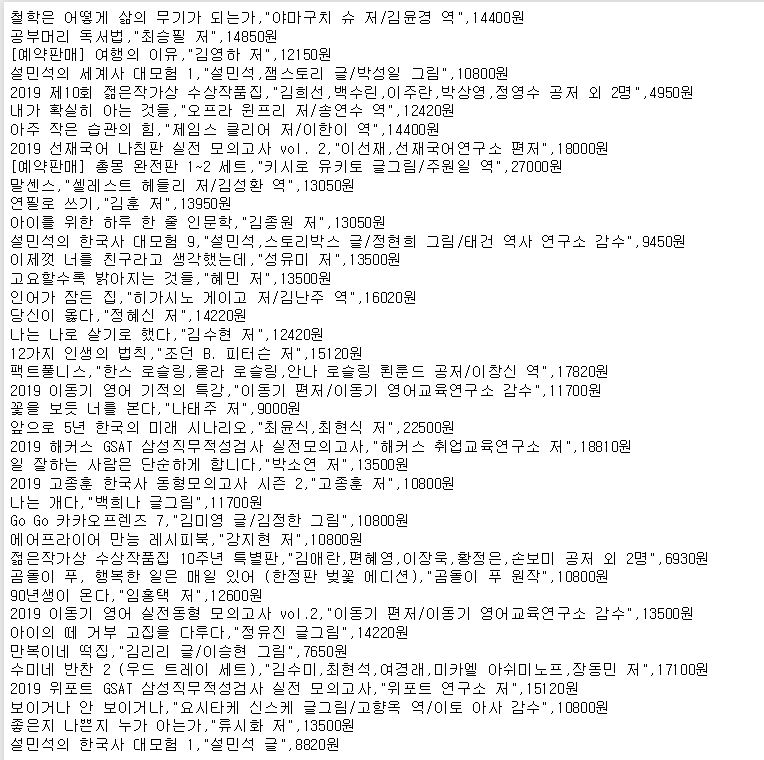 철학은 어떻게 삶의 무기가 되는가,"야마구치 슈 저/김윤경 역",14400원
공부머리 독서법,"최승필 저",14850원
[예약판매] 여행의 이유,"김영하 저",12150원
설민석의 세계사 대모험 1,"설민석,잼스토리 글/박성일 그림",10800원
2019 제10회 젊은작가상 수상작품집,"김희선,백수린,이주란,박상영,정영수 공저 외 2명",4950원
내가 확실히 아는 것들,"오프라 윈프리 저/송연수 역",12420원
아주 작은 습관의 힘,"제임스 클리어 저/이한이 역",14400원
2019 선재국어 나침판 실전 모의고사 vol. 2,"이선재,선재국어연구소 편저",18000원
[예약판매] 총몽 완전판 1~2 세트,"키시로 유키토 글그림/주원일 역",27000원
말센스,"셀레스트 헤들리 저/김성환 역",13050원
연필로 쓰기,"김훈 저",13950원
아이를 위한 하루 한 줄 인문학,"김종원 저",13050원
설민석의 한국사 대모험 9,"설민석,스토리박스 글/정현희 그림/태건 역사 연구소 감수",9450원
이제껏 너를 친구라고 생각했는데,"성유미 저",13500원
고요할수록 밝아지는 것들,"혜민 저",13500원
인어가 잠든 집,"히가시노 게이고 저/김난주 역",16020원
당신이 옳다,"정혜신 저",14220원
나는 나로 살기로 했다,"김수현 저",12420원
12가지 인생의 법칙,"조던 B. 피터슨 저",15120원
팩트풀니스,"한스 로슬링,올라 로슬링,안나 로슬링 뢴룬드 공저/이창신 역",17820원
2019 이동기 영어 기적의 특강,"이동기 편저/이동기 영어교육연구소 감수",11700원
꽃을 보듯 너를 본다,"나태주 저",9000원
앞으로 5년 한국의 미래 시나리오,"최윤식,최현식 저",22500원
2019 해커스 GSAT 삼성직무적성검사 실전모의고사,"해커스 취업교육연구소 저",18810원
일 잘하는 사람은 단순하게 합니다,"박소연 저",13500원
2019 고종훈 한국사 동형모의고사 시즌 2,"고종훈 저",10800원
나는 개다,"백희나 글그림",11700원
Go Go 카카오프렌즈 7,"김미영 글/김정한 그림",10800원
에어프라이어 만능 레시피북,"강지현 저",10800원
젊은작가상 수상작품집 10주년 특별판,"김애란,편혜영,이장욱,황정은,손보미 공저 외 2명",6930원
곰돌이 푸, 행복한 일은 매일 있어 (한정판 벚꽃 에디션),"곰돌이 푸 원작",10800원
90년생이 온다,"임홍택 저",12600원
2019 이동기 영어 실전동형 모의고사 vol.2,"이동기 편저/이동기 영어교육연구소 감수",13500원
아이의 떼 거부 고집을 다루다,"정유진 글그림",14220원
만복이네 떡집,"김리리 글/이승현 그림",7650원
수미네 반찬 2 (우드 트레이 세트),"김수미,최현석,여경래,미카엘 아쉬미노프,장동민 저",17100원
2019 위포트 GSAT 삼성직무적성검사 실전 모의고사,"위포트 연구소 저",15120원
보이거나 안 보이거나,"요시타케 신스케 글그림/고향옥 역/이토 아사 감수",10800원
좋은지 나쁜지 누가 아는가,"류시화 저",13500원
설민석의 한국사 대모험 1,"설민석 글",8820원